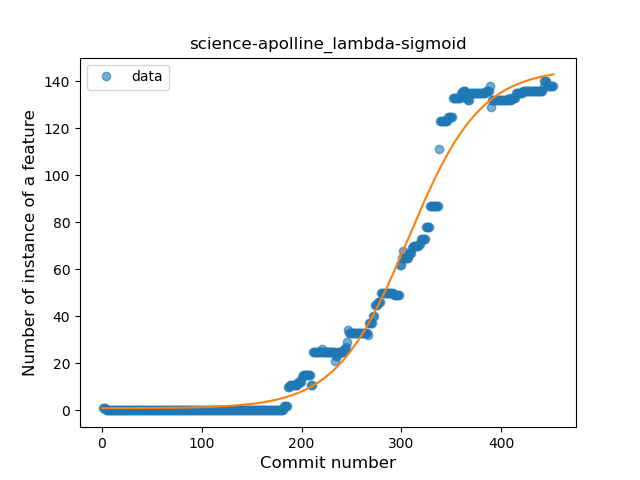 science-apolline_lambda-sigmoid
data
Number of instance of a feature
140
120
100
80
60
40
20
0
0 100 200 300 400
Commit number